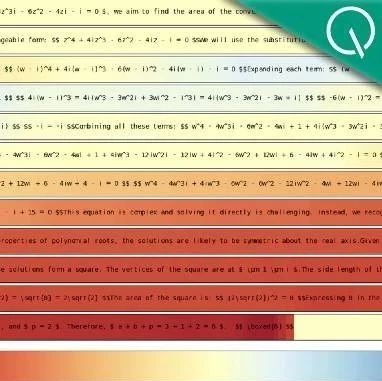 z^3i - 6z^2 - 4zi - i = 0 $, we aim to find the area of the conv
geable form: $$ z^4 + 4iz^3 - 6z^2 - 4iz - i = 0 $$We will use the substitutio
$$ (w - i)^4 + 4i(w - i)^3 - 6(w - i)^2 - 4i(w - i) - i = 0 $$Expanding each term: $$ (w
$$ $$ 4i(w - i)^3 = 4i(w^3 - 3w^2i + 3wi^2 - i^3) = 4i(w^3 - 3w^2i - 3w + i) $$ $$ -6(w - i)^2 =
i) $$ $$ -i = -i $$Combining all these terms: $$ w^4 - 4w^3i - 6w^2 - 4wi + 1 + 4i(w^3 - 3w^2i -
- 4w^3i - 6w^2 - 4wi + 1 + 4iw^3 - 12iw^2i - 12iw + 4i^2 - 6w^2 + 12wi + 6 - 4iw + 4i^2 - i = 0 $
^2 + 12wi + 6 - 4iw + 4 - i = 0 $$ $$ w^4 - 4w^3i + 4iw^3 - 6w^2 - 6w^2 - 12iw^2 - 4wi + 12wi - 4iw
- i + 15 = 0 $$This equation is complex and solving it directly is challenging. Instead, we recog
roperties of polynomial roots, the solutions are likely to be symmetric about the real axis.Given
e solutions form a square. The vertices of the square are at $ \pm 1 \pm i $.The side length of th
^2} = \sqrt{8} = 2\sqrt{2} $$The area of the square is: $$ (2\sqrt{2})^2 = 8 $$Expressing 8 in the
, and $ p = 2 $. Therefore, $ a + b + p = 3 + 1 + 2 = 6 $. $$ \boxed{6} $$